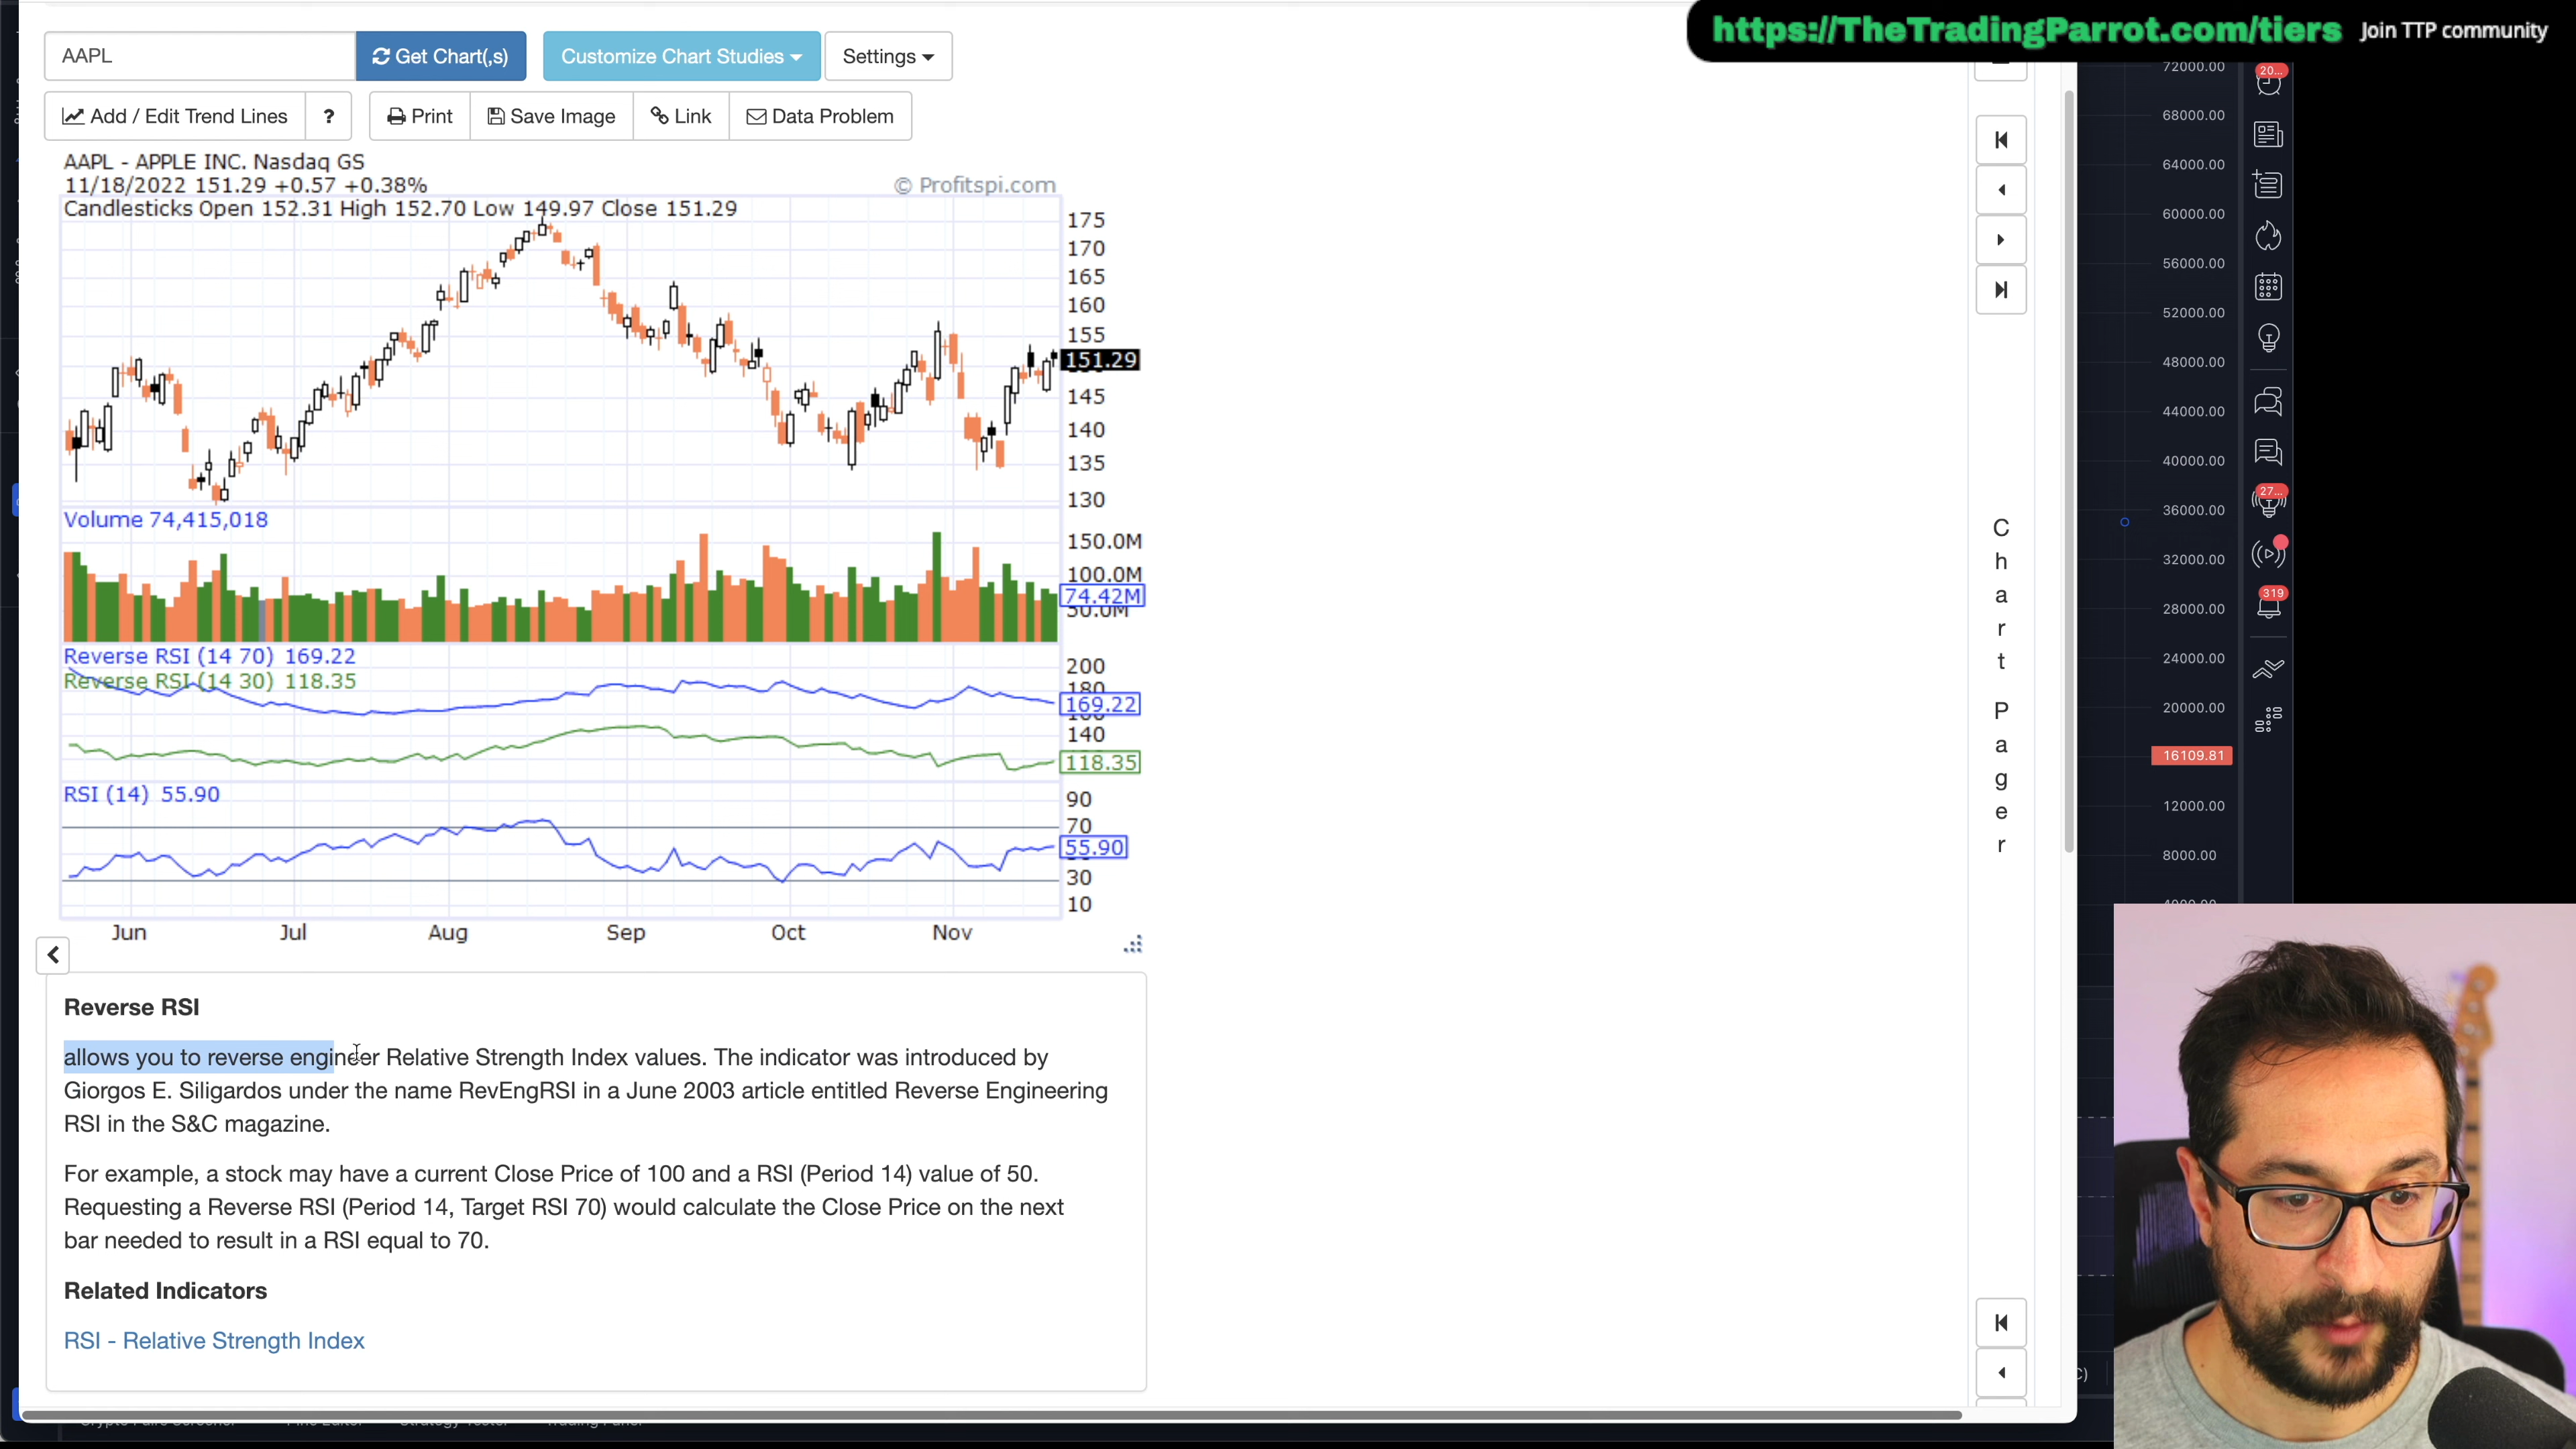 https://TheTradingParrot.com/tiers Join TTP community
AAPL
Get Chart(,s)
Customize Chart Studies
Settings
Add / Edit Trend Lines
?
Print
Save Image
Link
Data Problem
AAPL - APPLE INC. Nasdaq GS
11/18/2022 151.29 +0.57 +0.38%
© Profitspi.com
Candlesticks Open 152.31 High 152.70 Low 149.97 Close 151.29
175
170
165
160
155
151.29
145
140
135
130
Volume 74,415,018
150.0M
100.0M
74.42M
50.0M
Reverse RSI (14 70) 169.22
Reverse RSI (14 30) 118.35
200
180
169.22
140
118.35
RSI (14) 55.90
90
70
55.90
30
10
Jun Jul Aug Sep Oct Nov
Reverse RSI
allows you to reverse engineer Relative Strength Index values. The indicator was introduced by
Giorgos E. Siligardos under the name RevEngRSI in a June 2003 article entitled Reverse Engineering
RSI in the S&C magazine.
For example, a stock may have a current Close Price of 100 and a RSI (Period 14) value of 50.
Requesting a Reverse RSI (Period 14, Target RSI 70) would calculate the Close Price on the next
bar needed to result in a RSI equal to 70.
Related Indicators
RSI - Relative Strength Index
Chart Pager
72000.00
68000.00
64000.00
60000.00
56000.00
52000.00
48000.00
44000.00
40000.00
36000.00
32000.00
28000.00
24000.00
20000.00
16109.81
12000.00
8000.00
20...
27...
319